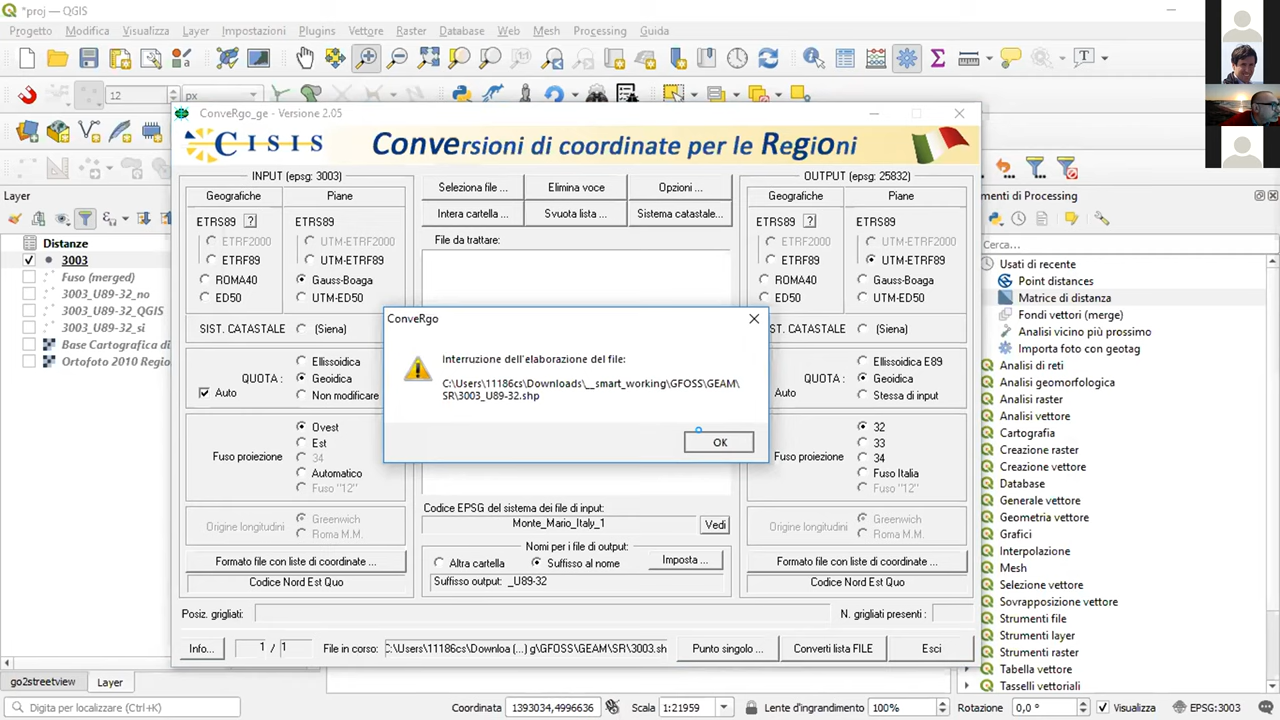 *proj — QGIS
Progetto Modifica Visualizza Layer Impostazioni Plugins Vettore Raster Database Web Mesh Processing Guida
12 px
ConveRgo_ge - Versione 2.05
CISIS
Conversioni di coordinate per le Regioni
INPUT (epsg: 3003)
Geografiche Piane
ETRS89 ? ETRS89
ETRF2000 UTM-ETRF2000
ETRF89 UTM-ETRF89
ROMA40 Gauss-Boaga
ED50 UTM-ED50
SIST. CATASTALE (Siena)
Ellissoidica
QUOTA : Geoidica
Auto Non modificare
Ovest
Est
Fuso proiezione 34
Automatico
Fuso "12"
Origine longitudini Greenwich
Roma M.M.
Formato file con liste di coordinate ...
Codice Nord Est Quo
Seleziona file ... Elimina voce Opzioni ...
Intera cartella ... Svuota lista ... Sistema catastale...
File da trattare:
ConveRgo
Interruzione dell'elaborazione del file:
C:\Users\11186cs\Downloads\__smart_working\GFOSS\GEAM\
SR\3003_U89-32.shp
OK
Codice EPSG del sistema dei file di input:
Monte_Mario_Italy_1 Vedi
Nomi per i file di output:
Altra cartella Suffisso al nome Imposta ...
Suffisso output: _U89-32
OUTPUT (epsg: 25832)
Geografiche Piane
ETRS89 ? ETRS89
ETRF2000 UTM-ETRF2000
ETRF89 UTM-ETRF89
ROMA40 Gauss-Boaga
ED50 UTM-ED50
SIST. CATASTALE (Siena)
Ellissoidica E89
QUOTA : Geoidica
Auto Stessa di input
32
33
Fuso proiezione 34
Fuso Italia
Fuso "12"
Origine longitudini Greenwich
Roma M.M.
Formato file con liste di coordinate ...
Codice Nord Est Quo
Posiz. grigliati: N. grigliati presenti :
Info... 1 / 1 File in corso: C:\Users\11186cs\Downloa (...) g\GFOSS\GEAM\SR\3003.sh Punto singolo ... Converti lista FILE Esci
Layer
Distanze
3003
Fuso (merged)
3003_U89-32_no
3003_U89-32_QGIS
3003_U89-32_si
Base Cartografica di
Ortofoto 2010 Regio
go2streetview Layer
menti di Processing
Cerca...
Usati di recente
Point distances
Matrice di distanza
Fondi vettori (merge)
Analisi vicino più prossimo
Importa foto con geotag
Analisi di reti
Analisi geomorfologica
Analisi raster
Analisi vettore
Cartografia
Creazione raster
Creazione vettore
Database
Generale vettore
Geometria vettore
Grafici
Interpolazione
Mesh
Selezione vettore
Sovrapposizione vettore
Strumenti file
Strumenti layer
Strumenti raster
Tabella vettore
Tasselli vettoriali
Digita per localizzare (Ctrl+K) Coordinata 1393034,4996636 Scala 1:21959 Lente d'ingrandimento 100% Rotazione 0,0 ° Visualizza EPSG:3003